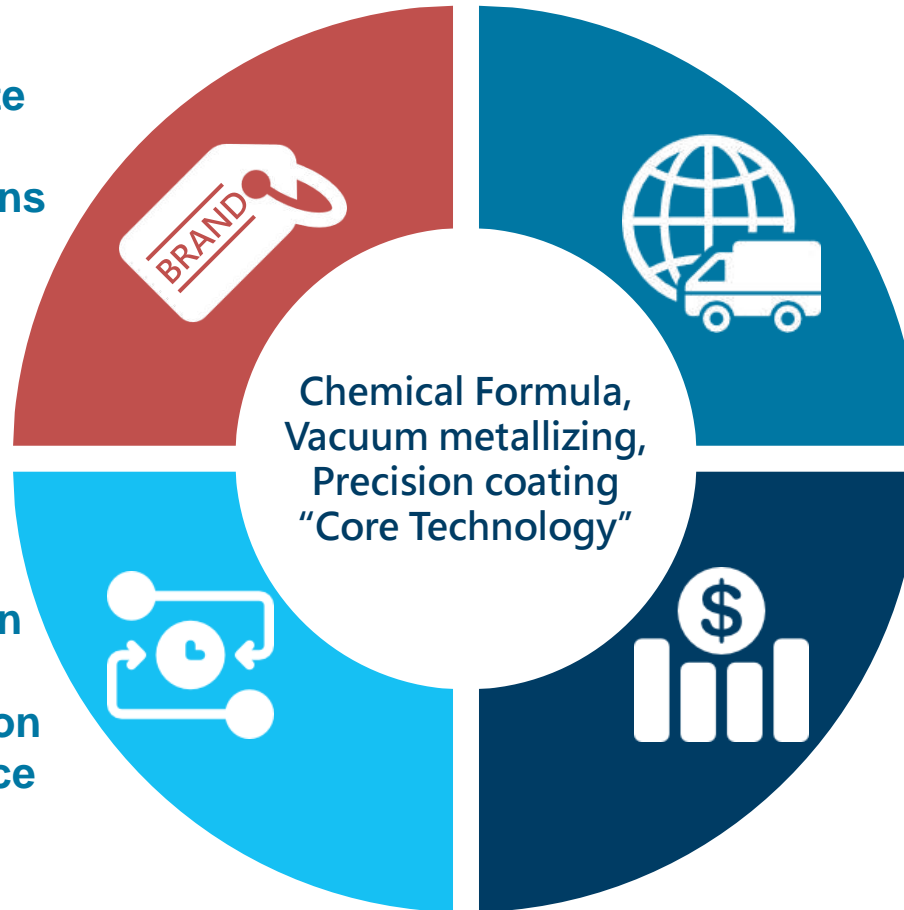 BRAND
Chemical Formula,
Vacuum metallizing,
Precision coating
“Core Technology”
$